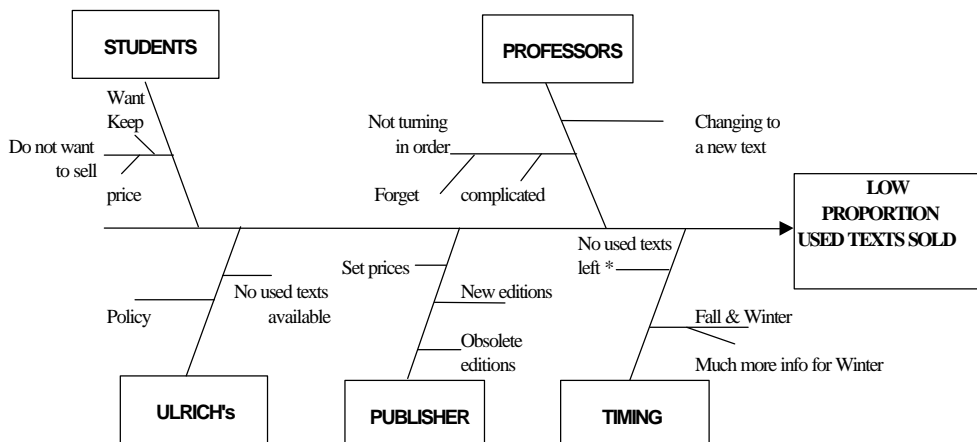 STUDENTS
PROFESSORS
Want
Keep
Do not want
to sell
price
Not turning
in order
Forget
complicated
Changing to
a new text
LOW
PROPORTION
USED TEXTS SOLD
Policy
No used texts
available
Set prices
New editions
Obsolete
editions
No used texts
left *
Fall & Winter
Much more info for Winter
ULRICH's
PUBLISHER
TIMING